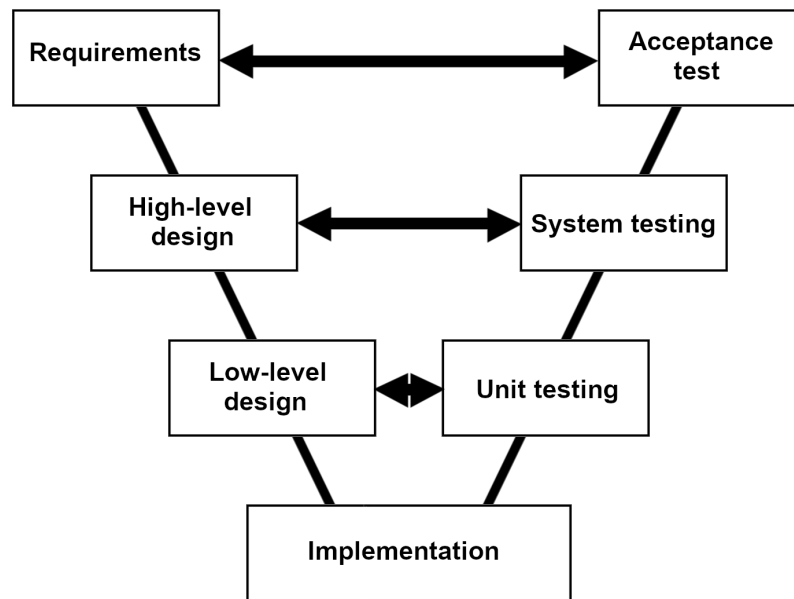 Requirements
Acceptance
test
High-level
design
System testing
Low-level
design
Unit testing
Implementation